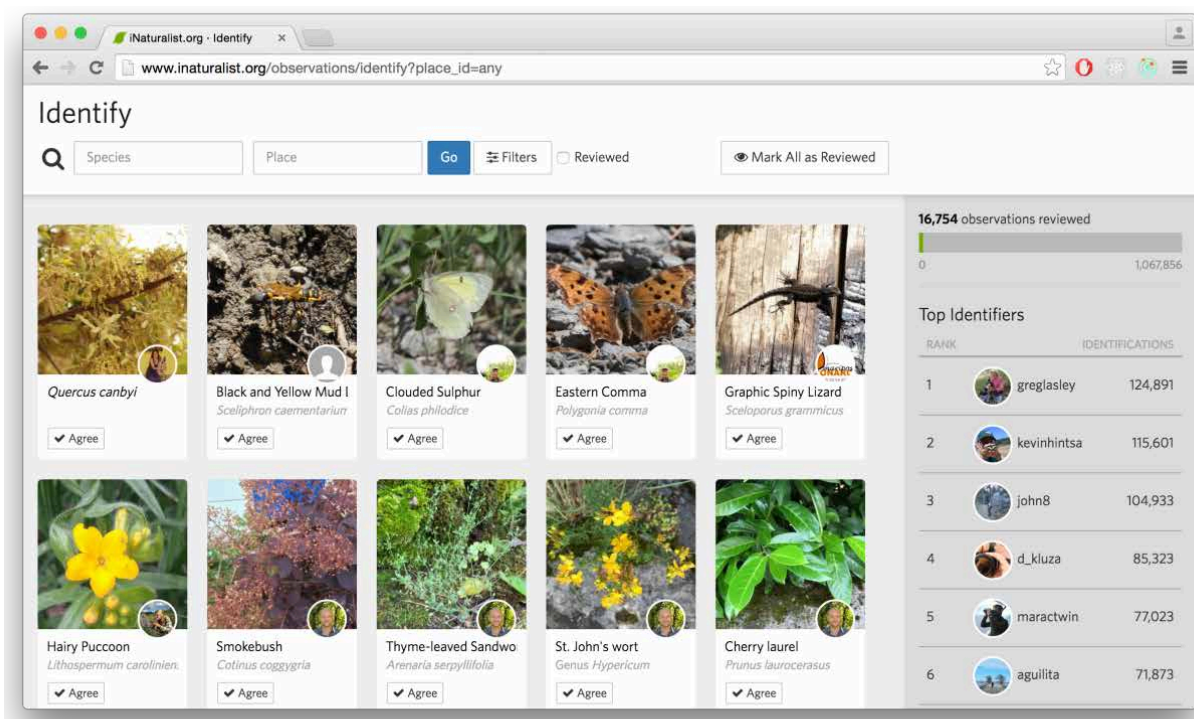 iNaturalist.org · Identify
www.inaturalist.org/observations/identify?place_id=any
Identify
Species
Place
Go
Filters
Reviewed
Mark All as Reviewed
16,754 observations reviewed
0 1,067,856
Top Identifiers
RANK IDENTIFICATIONS
1 greglasley 124,891
2 kevinhintsa 115,601
3 john8 104,933
4 d_kluza 85,323
5 maractwin 77,023
6 aguilita 71,873
Quercus canbyi
Agree
Black and Yellow Mud
Sceliphron caementarium
Agree
Clouded Sulphur
Colias philodice
Agree
Eastern Comma
Polygonia comma
Agree
Graphic Spiny Lizard
Sceloporus grammicus
Agree
Hairy Puccoon
Lithospermum carolinien
Agree
Smokebush
Cotinus coggygria
Agree
Thyme-leaved Sandwo
Arenaria serpyllifolia
Agree
St. John's wort
Genus Hypericum
Agree
Cherry laurel
Prunus laurocerasus
Agree